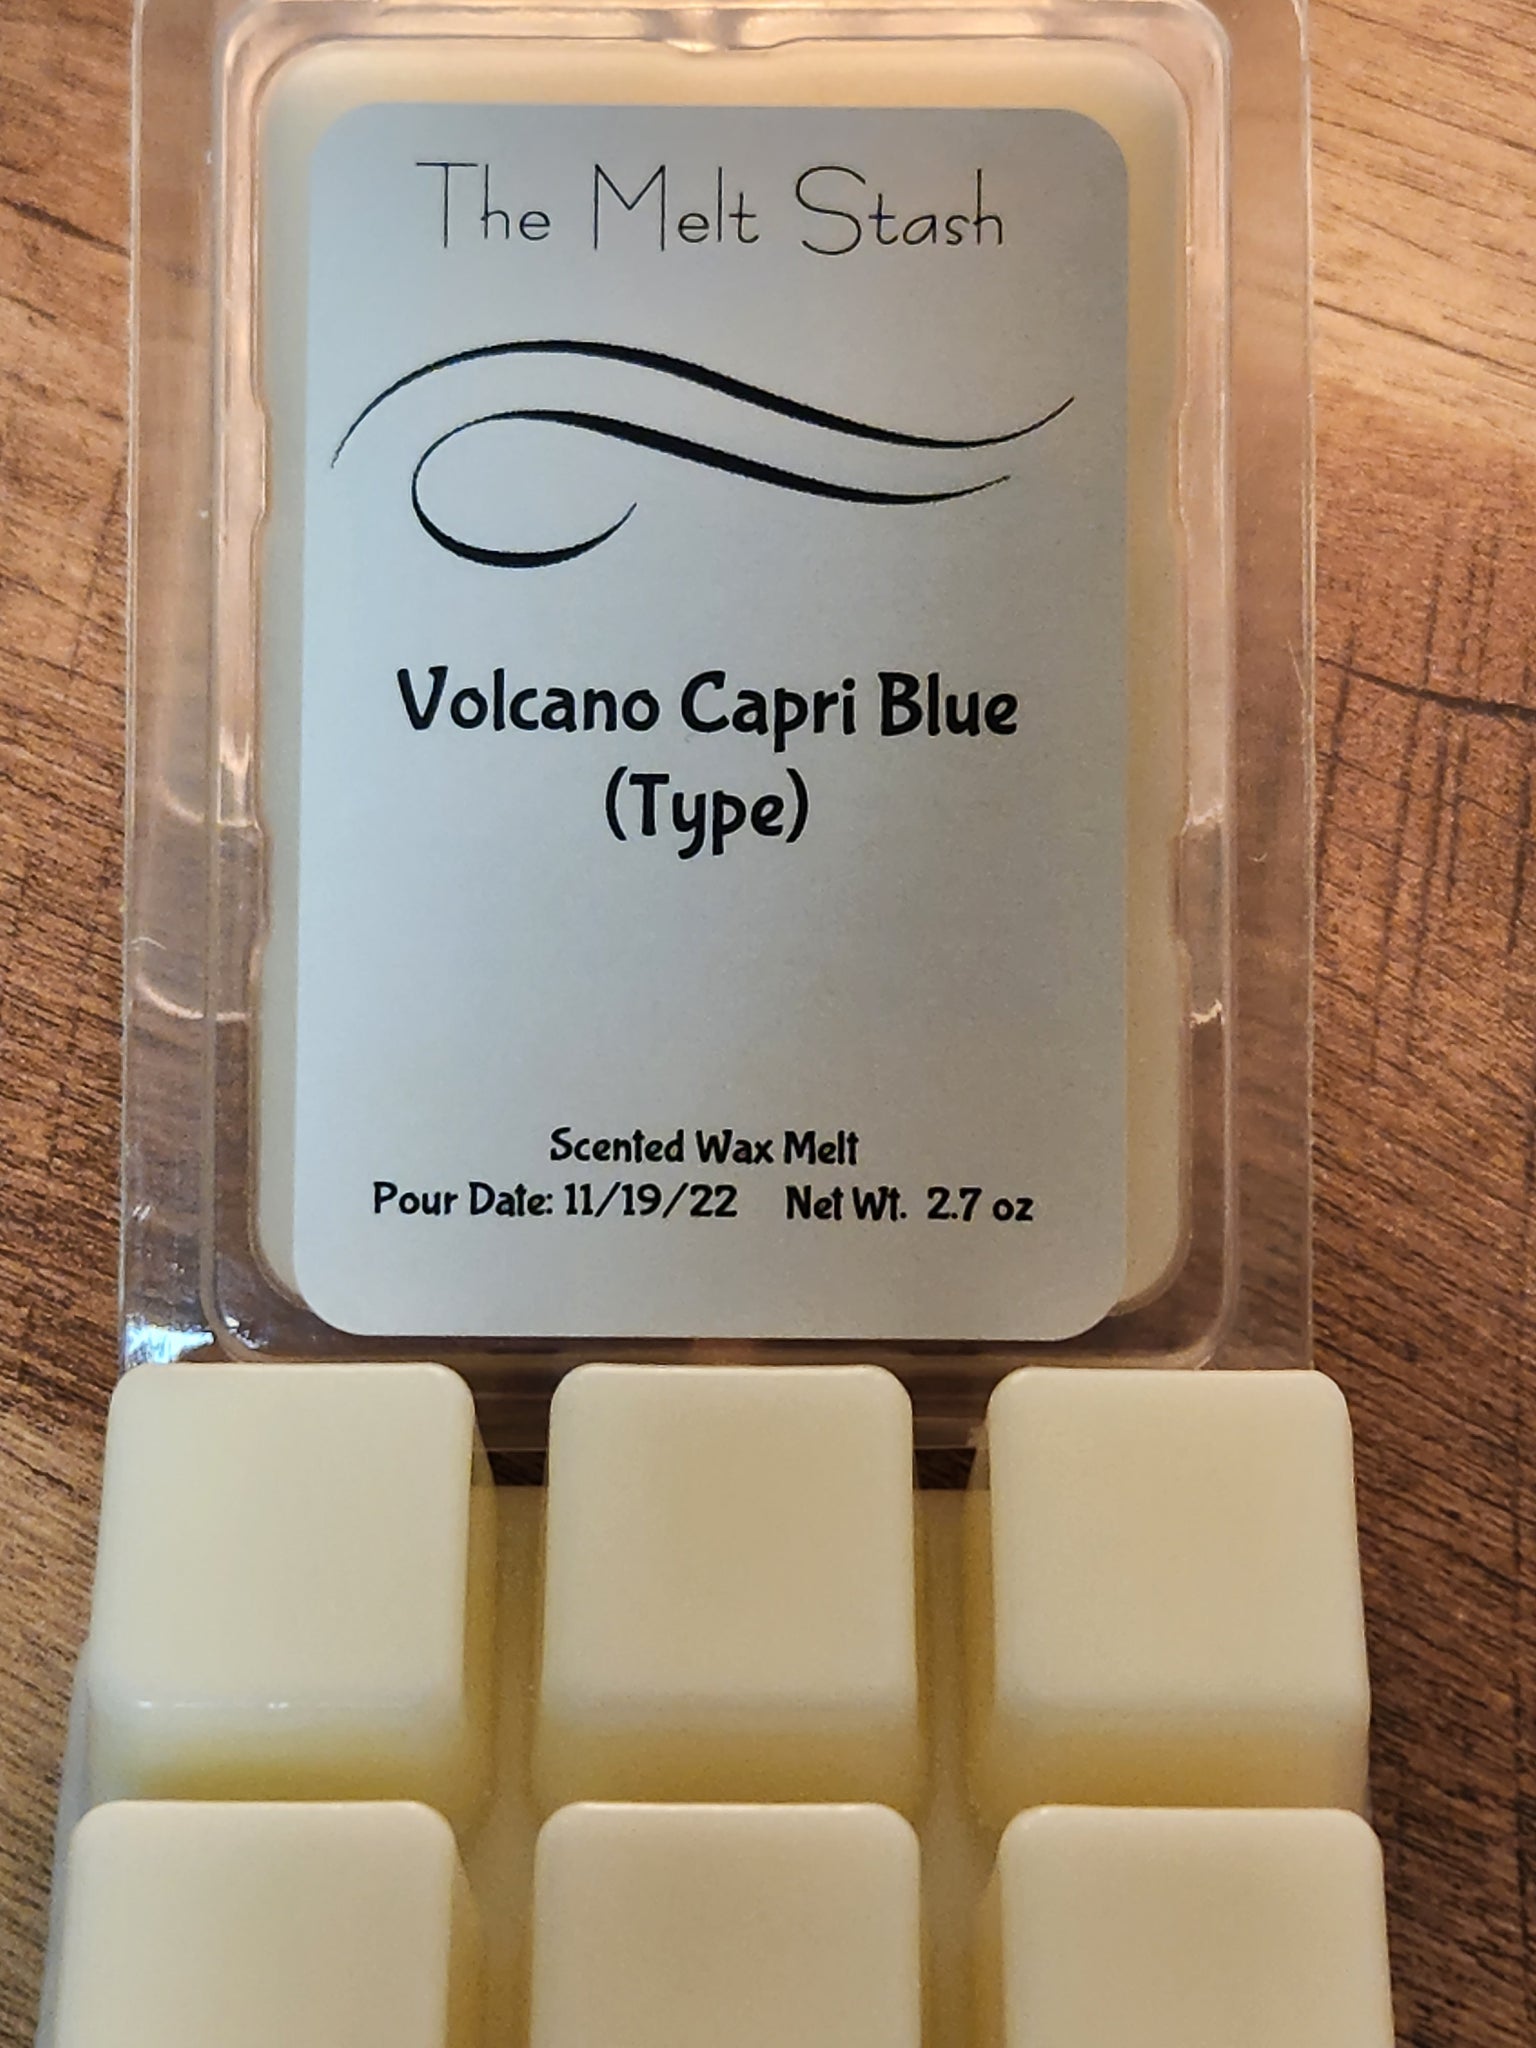 The Melt Stash
Volcano Capri Blue
(Type)
Scented Wax Melt
Pour Date: 11/19/22 Net Wt. 2.7 oz